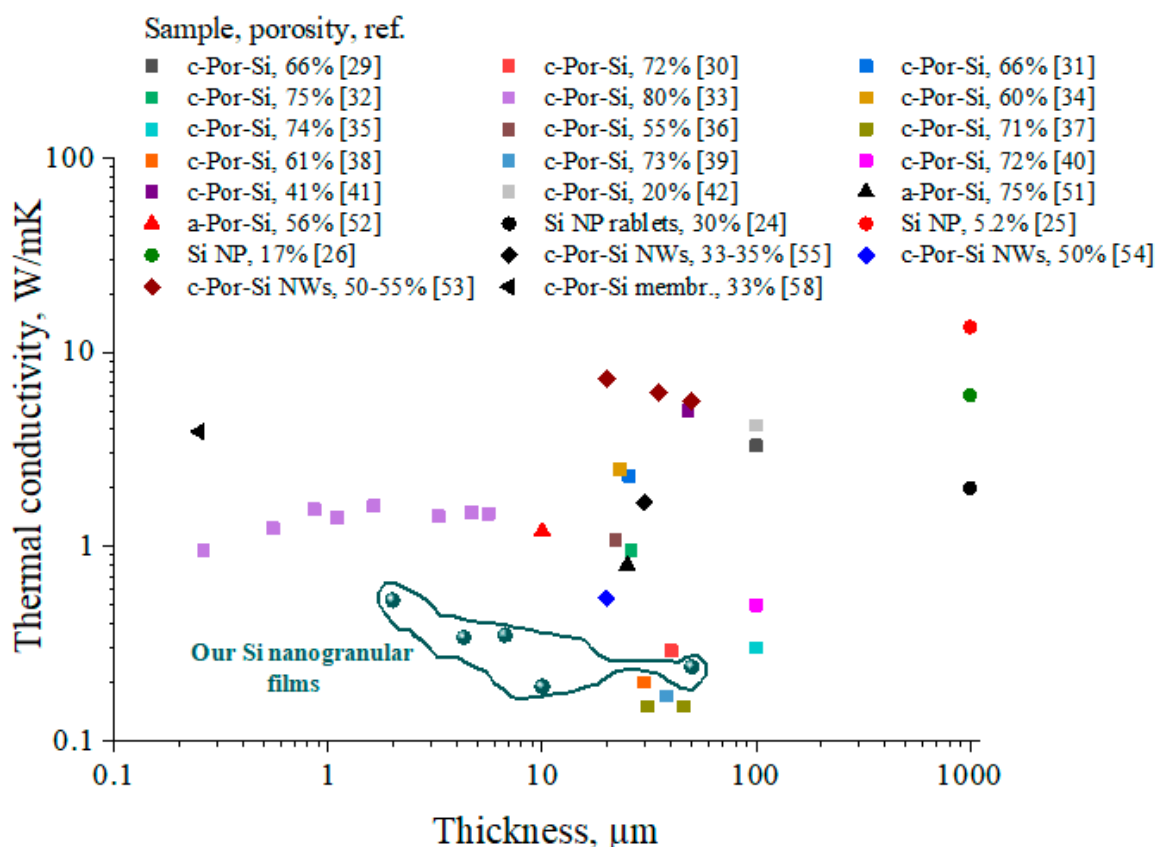 Sample, porosity, ref.
c-Por-Si, 66% [29] c-Por-Si, 72% [30] c-Por-Si, 66% [31]
c-Por-Si, 75% [32] c-Por-Si, 80% [33] c-Por-Si, 60% [34]
c-Por-Si, 74% [35] c-Por-Si, 55% [36] c-Por-Si, 71% [37]
c-Por-Si, 61% [38] c-Por-Si, 73% [39] c-Por-Si, 72% [40]
c-Por-Si, 41% [41] c-Por-Si, 20% [42] a-Por-Si, 75% [51]
a-Por-Si, 56% [52] Si NP rablets, 30% [24] Si NP, 5.2% [25]
Si NP, 17% [26] c-Por-Si NWs, 33-35% [55] c-Por-Si NWs, 50% [54]
c-Por-Si NWs, 50-55% [53] c-Por-Si membr., 33% [58]
Thermal conductivity, W/mK
100
10
1
0.1
Our Si nanogranular
films
0.1 1 10 100 1000
Thickness, μm